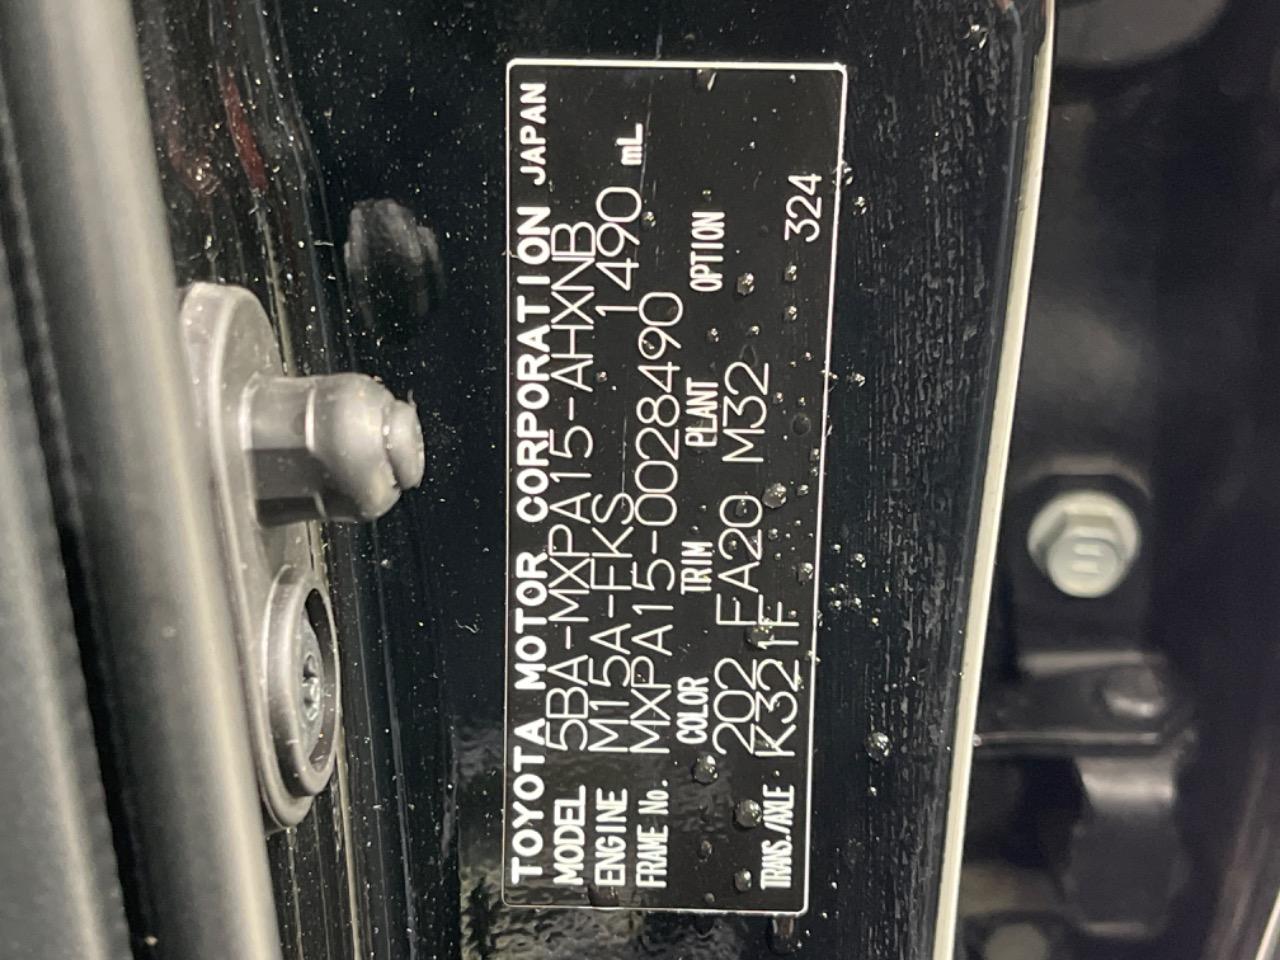 TOYOTA MOTOR CORPORATION JAPAN
MODEL 5BA-MXPA15-AHXNB
ENGINE M15A-FKS 1490 mL
FRAME No. MXPA15-0028490
COLOR TRIM PLANT OPTION
202 FA20 M32
TRANS./AXLE K321F 324